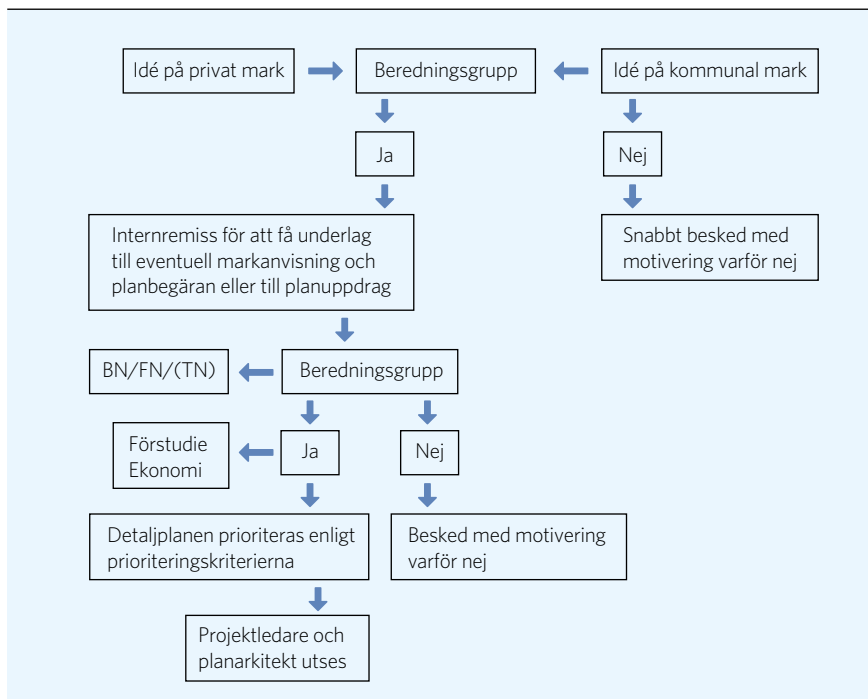 Idé på privat mark
Beredningsgrupp
Idé på kommunal mark
Ja
Nej
Internremiss för att få underlag
till eventuell markanvisning och
planbegäran eller till planuppdrag
Snabbt besked med
motivering varför nej
BN/FN/(TN)
Beredningsgrupp
Förstudie
Ekonomi
Ja
Nej
Detaljplanen prioriteras enligt
prioriteringskriterierna
Besked med motivering
varför nej
Projektledare och
planarkitekt utses